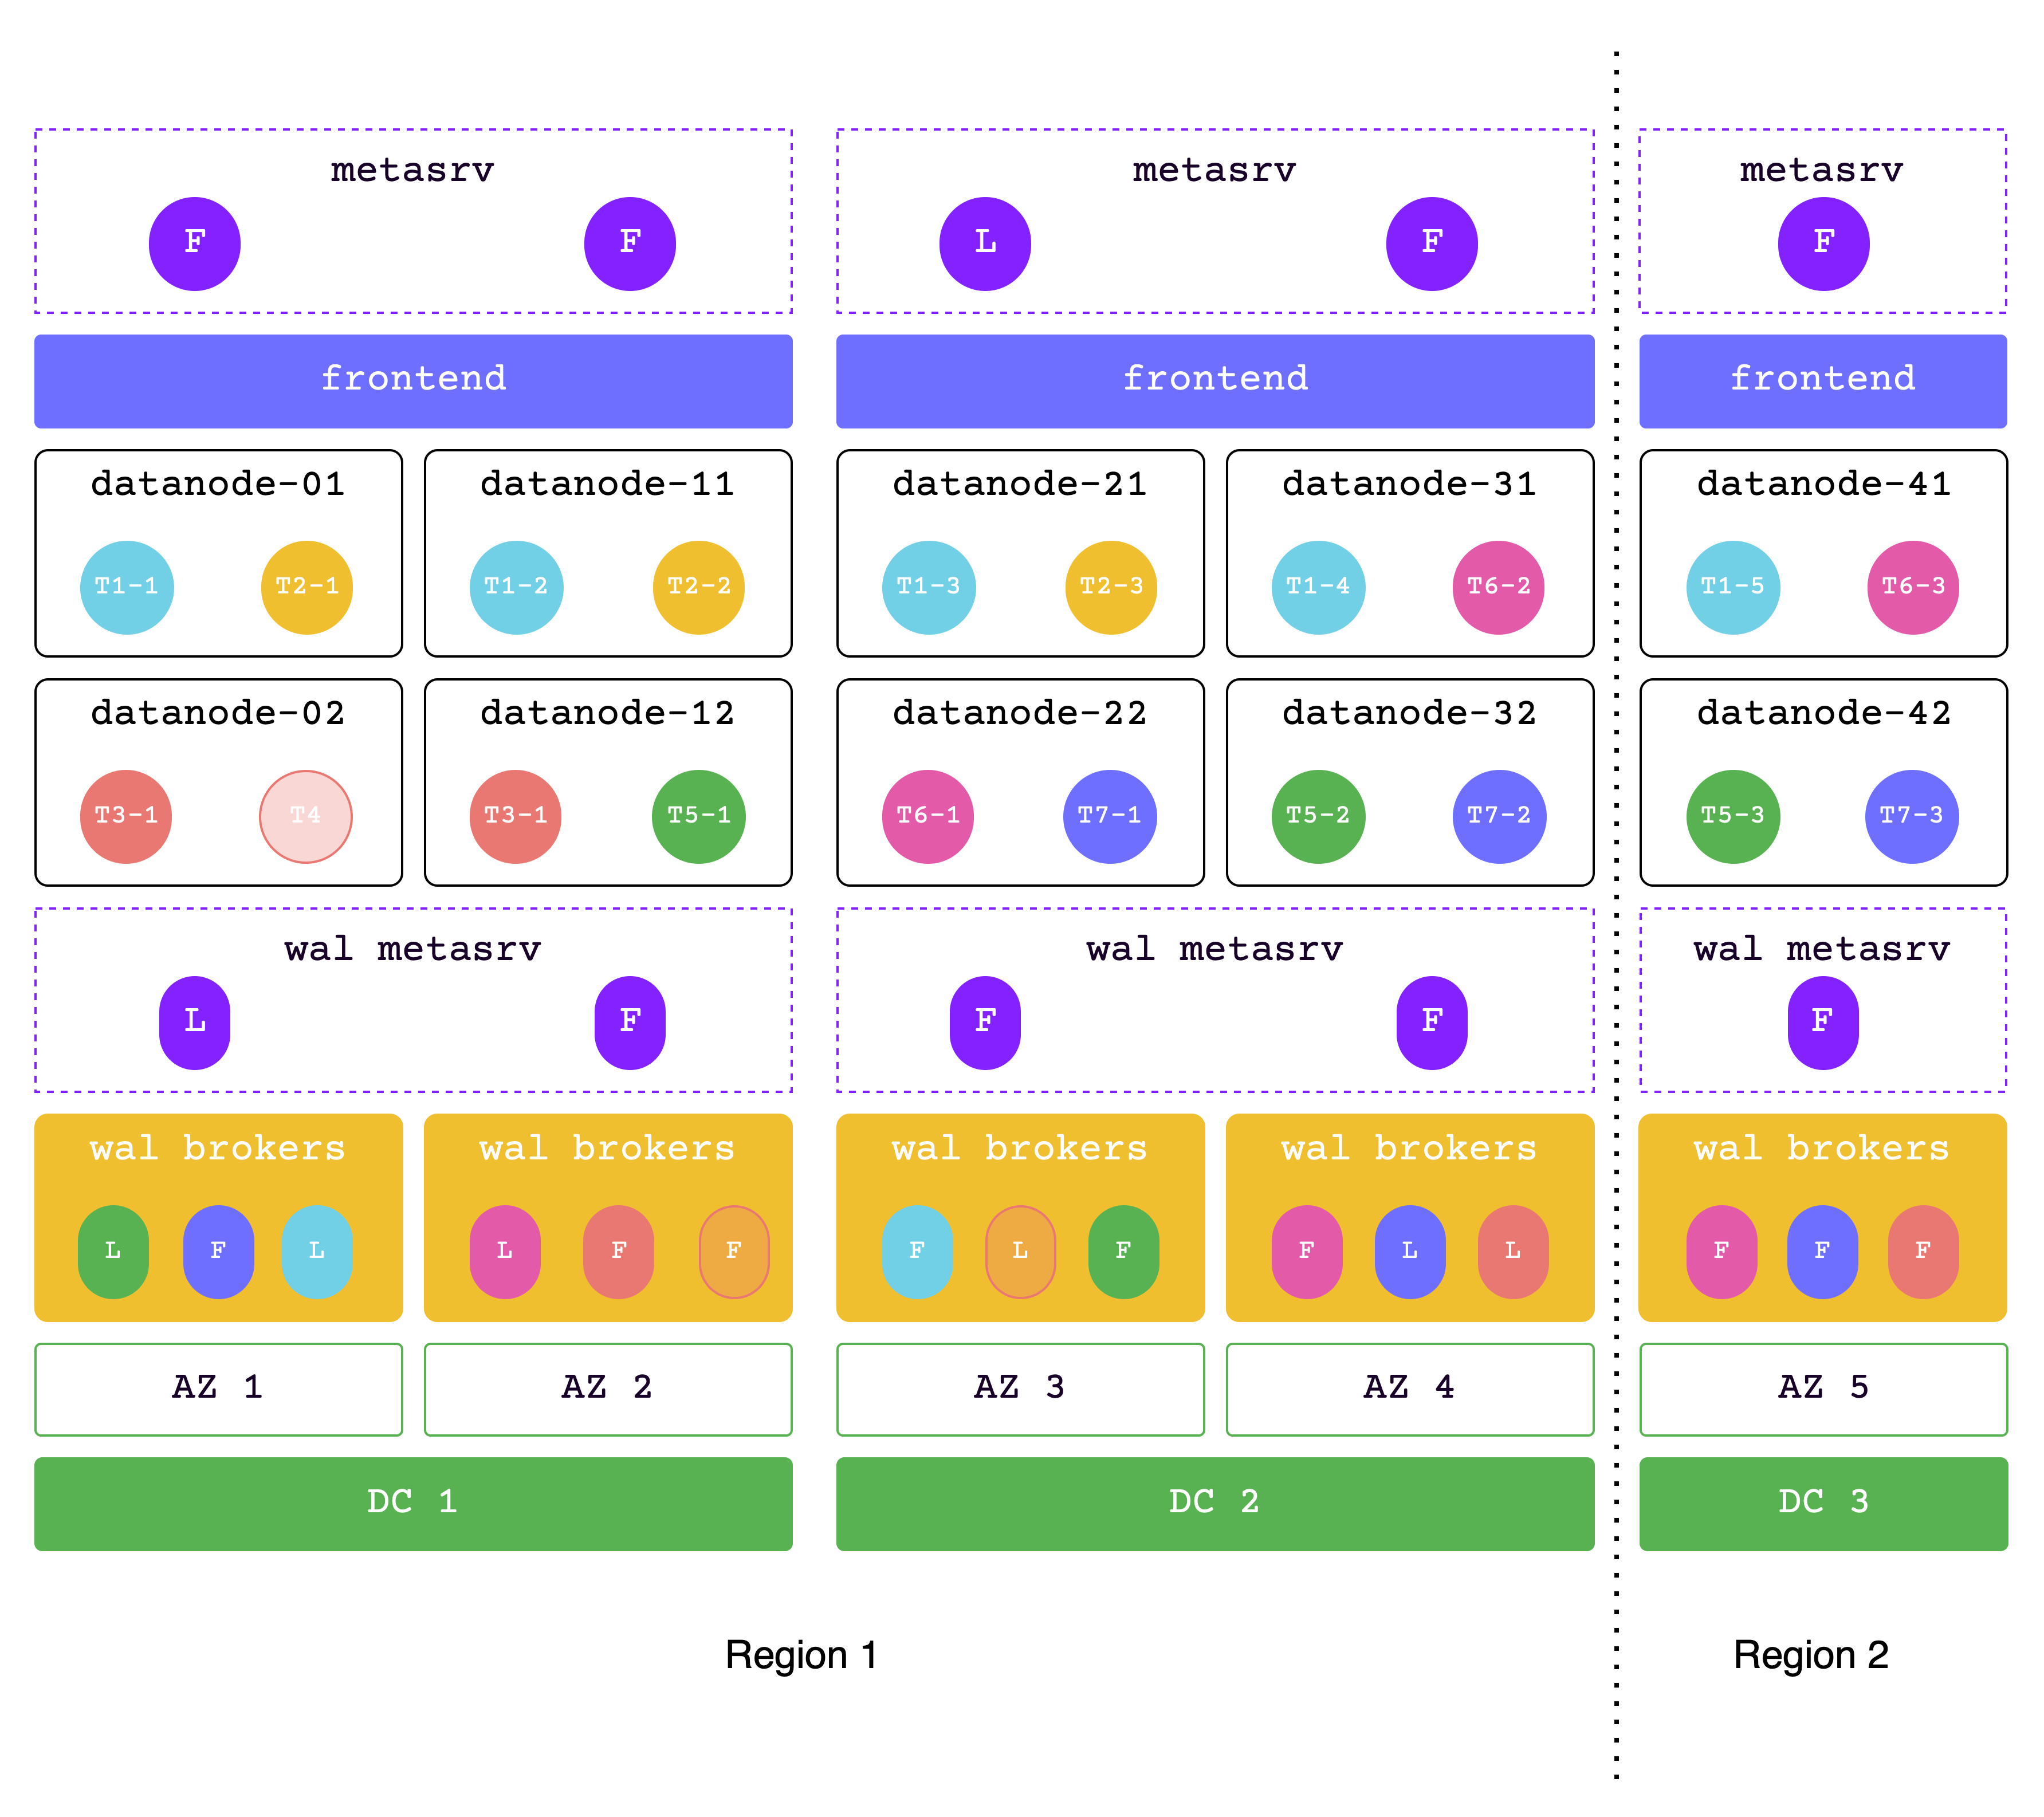 metasrv
F F
metasrv
L F
metasrv
F
frontend
frontend
frontend
datanode-01
T1-1 T2-1
datanode-11
T1-2 T2-2
datanode-21
T1-3 T2-3
datanode-31
T1-4 T6-2
datanode-41
T1-5 T6-3
datanode-02
T3-1 T4
datanode-12
T3-1 T5-1
datanode-22
T6-1 T7-1
datanode-32
T5-2 T7-2
datanode-42
T5-3 T7-3
wal metasrv
L F
wal metasrv
F F
wal metasrv
F
wal brokers
L F L
wal brokers
L F F
wal brokers
F L F
wal brokers
F L L
wal brokers
F F F
AZ 1
AZ 2
AZ 3
AZ 4
AZ 5
DC 1
DC 2
DC 3
Region 1
Region 2